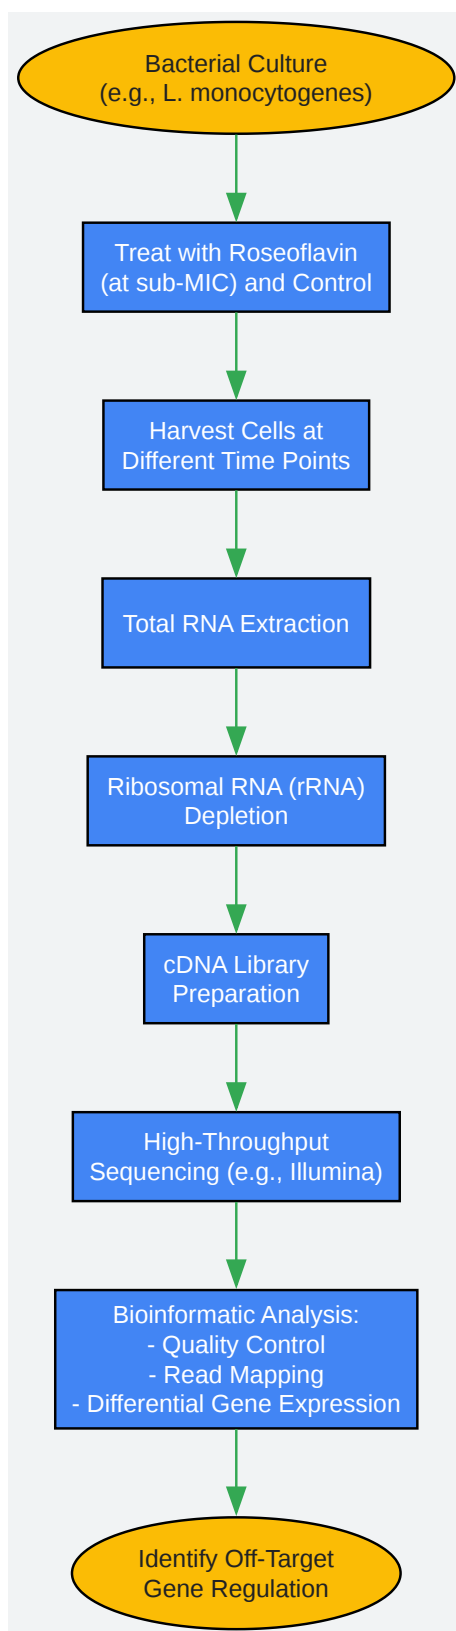 Bacterial Culture
(e.g., L. monocytogenes)
Treat with Roseoflavin
(at sub-MIC) and Control
Harvest Cells at
Different Time Points
Total RNA Extraction
Ribosomal RNA (rRNA)
Depletion
cDNA Library
Preparation
High-Throughput
Sequencing (e.g., Illumina)
Bioinformatic Analysis:
- Quality Control
- Read Mapping
- Differential Gene Expression
Identify Off-Target
Gene Regulation